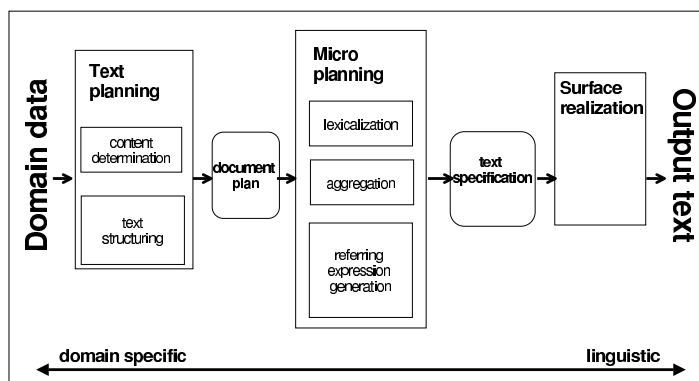 Domain data
Text
planning
content
determination
text
structuring
document
plan
Micro
planning
lexicalization
aggregation
referring
expression
generation
text
specification
Surface
realization
Output text
domain specific
linguistic